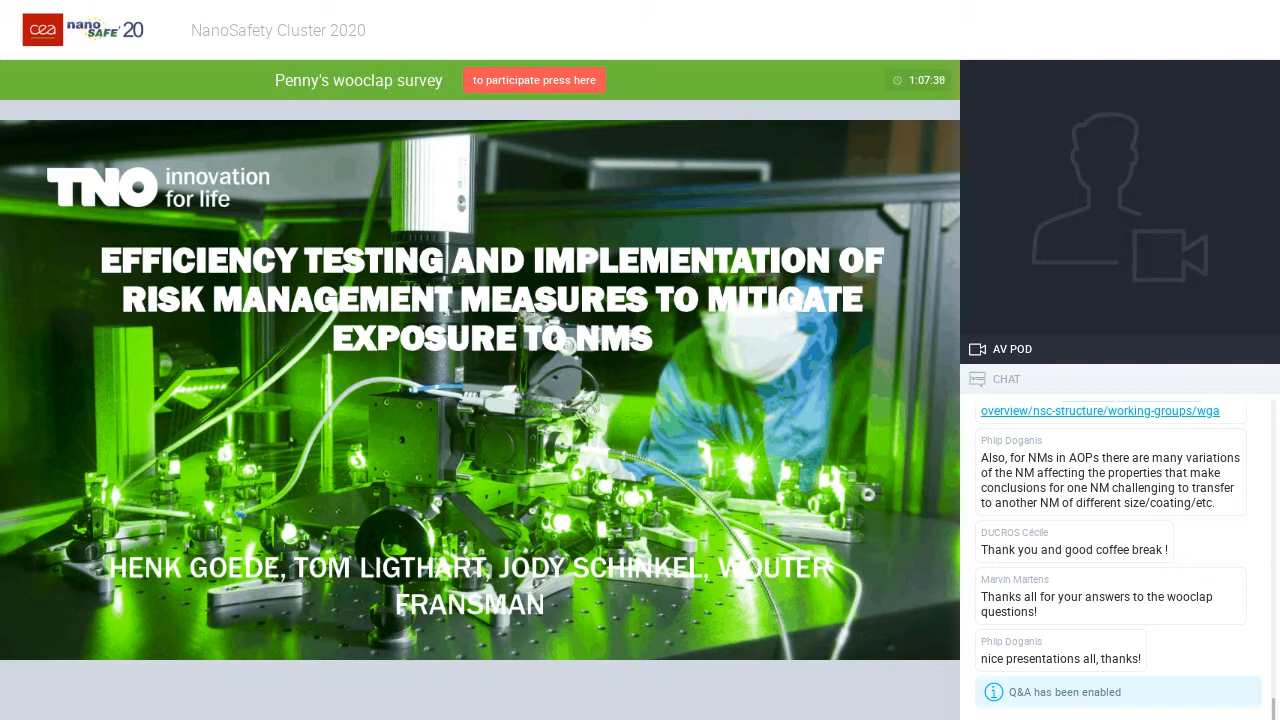 cea
nano SAFE' 20
NanoSafety Cluster 2020
Penny's wooclap survey
to participate press here
1:07:38
TNO innovation
for life
EFFICIENCY TESTING AND IMPLEMENTATION OF
RISK MANAGEMENT MEASURES TO MITIGATE
EXPOSURE TO NMS
HENK GOEDE, TOM LIGTHART, JODY SCHINKEL, WOUTER
FRANSMAN
AV POD
CHAT
overview/nsc-structure/working-groups/wga
Philp Doganis
Also, for NMs in AOPs there are many variations
of the NM affecting the properties that make
conclusions for one NM challenging to transfer
to another NM of different size/coating/etc.
DUCROS Cécile
Thank you and good coffee break !
Marvin Martens
Thanks all for your answers to the wooclap
questions!
Philp Doganis
nice presentations all, thanks!
Q&A has been enabled